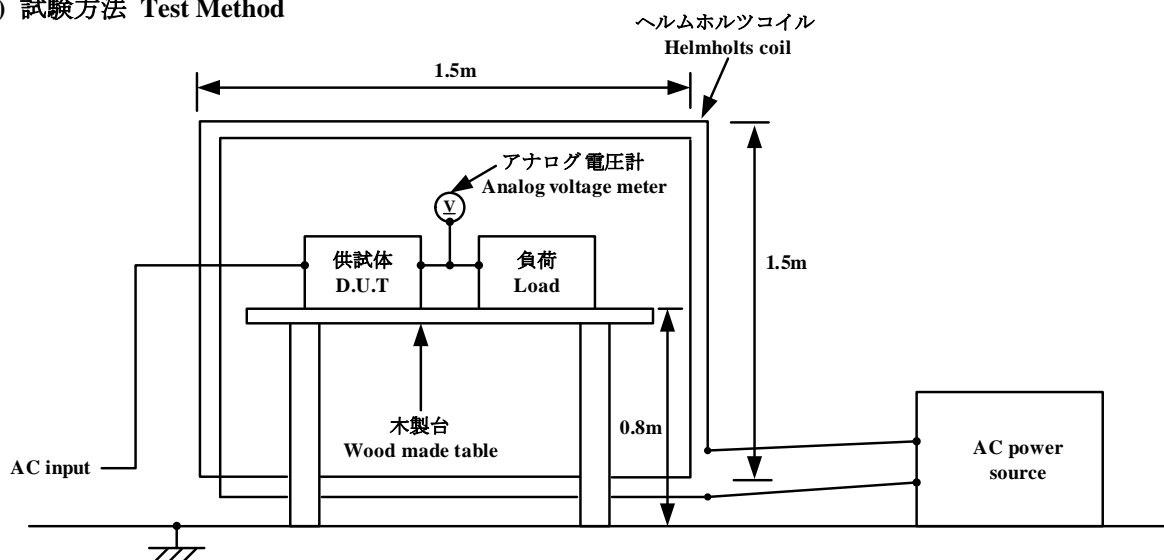 ) 試験方法 Test Method
ヘルムホルツコイル
Helmholts coil
1.5m
アナログ電圧計
Analog voltage meter
V
供試体
D.U.T
負荷
Load
1.5m
木製台
Wood made table
0.8m
AC input
AC power
source